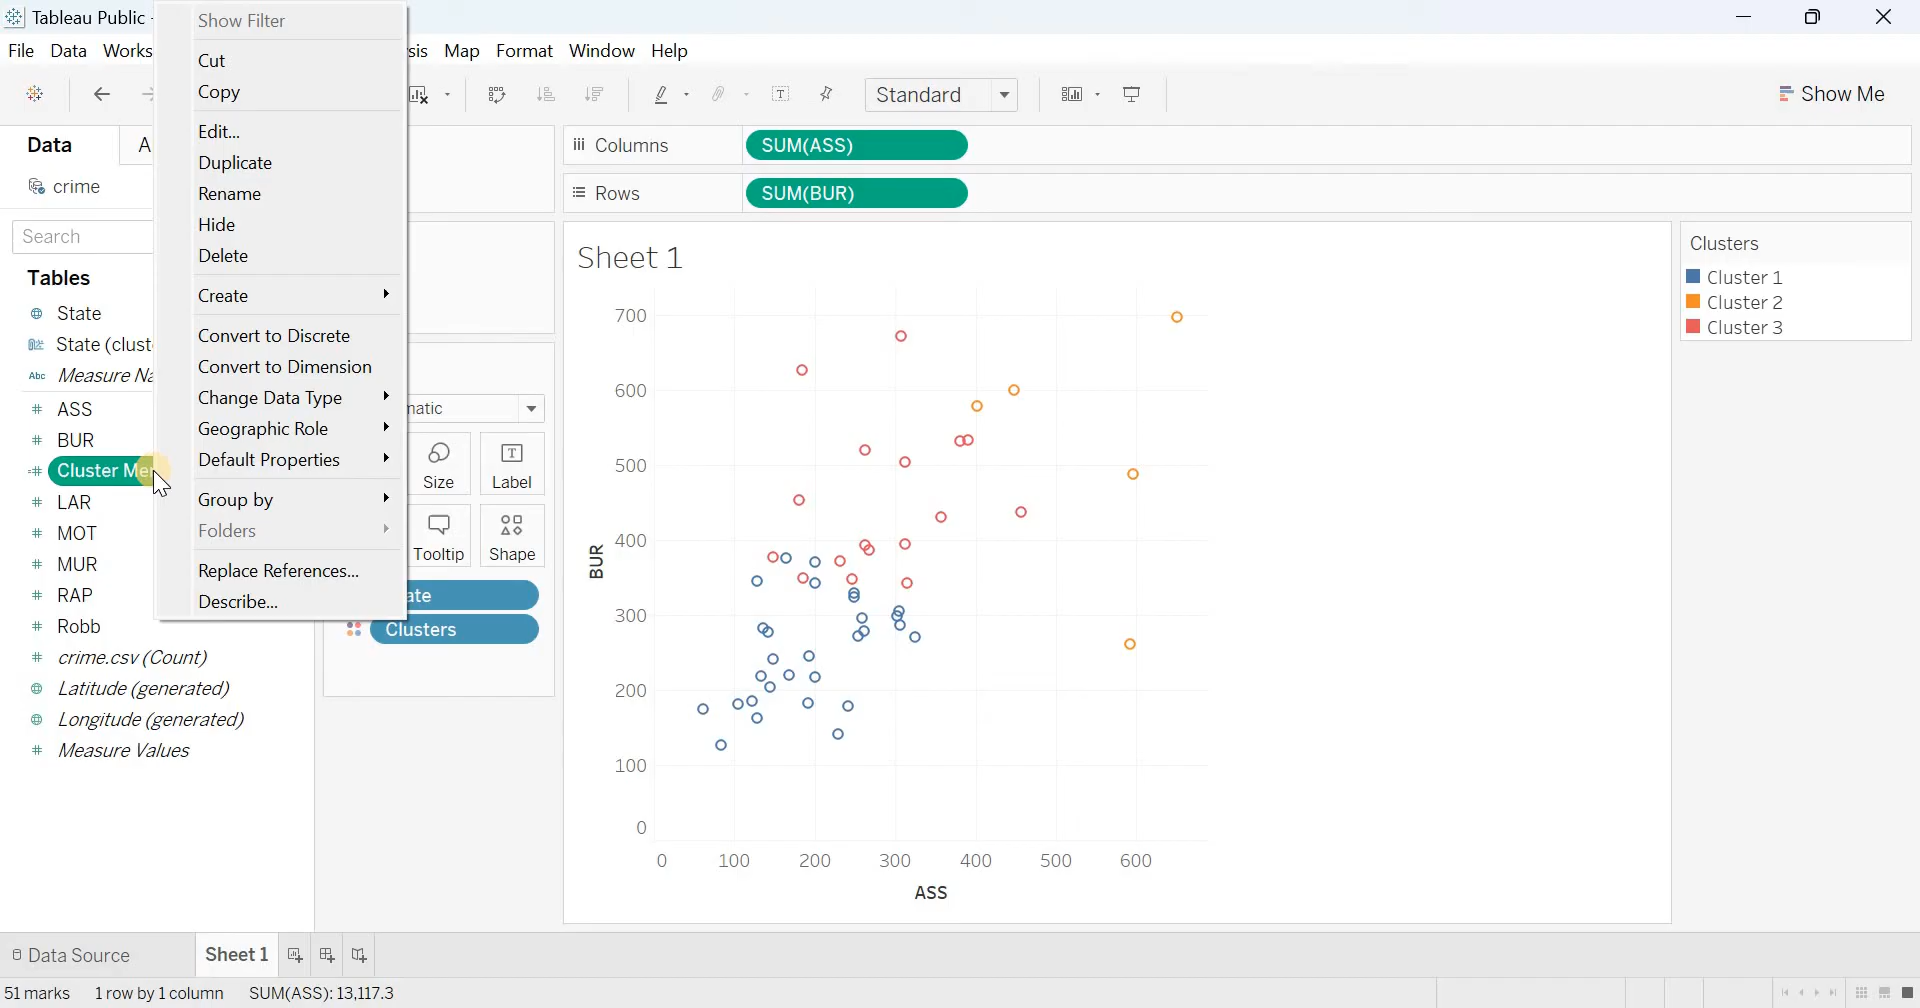 Tableau Public -
File Data Works sis Map Format Window Help
Standard
Show Me
Show Filter
Cut
Copy
Edit...
Duplicate
Rename
Hide
Delete
Create
Convert to Discrete
Convert to Dimension
Change Data Type
Geographic Role
Default Properties
Group by
Folders
Replace References...
Describe...
Data A
crime
Search
Tables
State
State (clust
Abc Measure Na
ASS
BUR
Cluster Me
LAR
MOT
MUR
RAP
Robb
crime.csv (Count)
Latitude (generated)
Longitude (generated)
Measure Values
matic
Size
Label
Tooltip
Shape
ate
Clusters
Columns SUM(ASS)
Rows SUM(BUR)
Sheet 1
700
600
500
400
300
200
100
0
BUR
0 100 200 300 400 500 600
ASS
Clusters
Cluster 1
Cluster 2
Cluster 3
Data Source Sheet 1
51 marks 1 row by 1 column SUM(ASS): 13,117.3